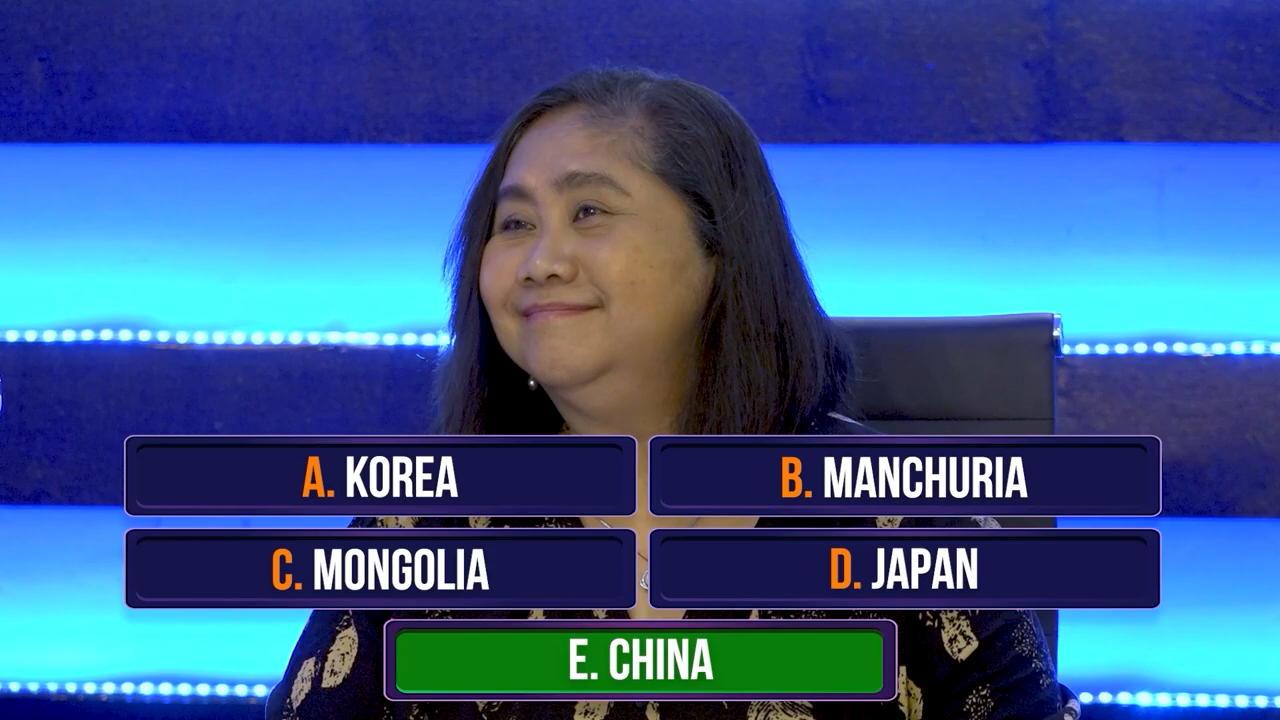 A. KOREA
B. MANCHURIA
C. MONGOLIA
D. JAPAN
E. CHINA